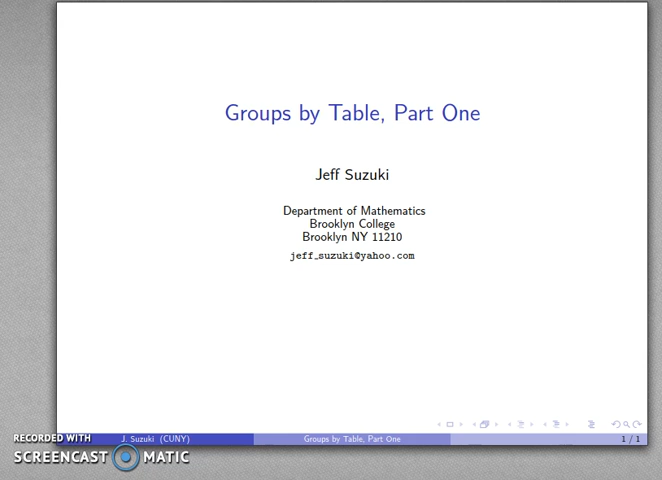 Groups by Table, Part One
Jeff Suzuki
Department of Mathematics
Brooklyn College
Brooklyn NY 11210
jeff_suzuki@yahoo.com
J. Suzuki (CUNY)
Groups by Table, Part One
1 / 1
RECORDED WITH
SCREENCAST MATIC